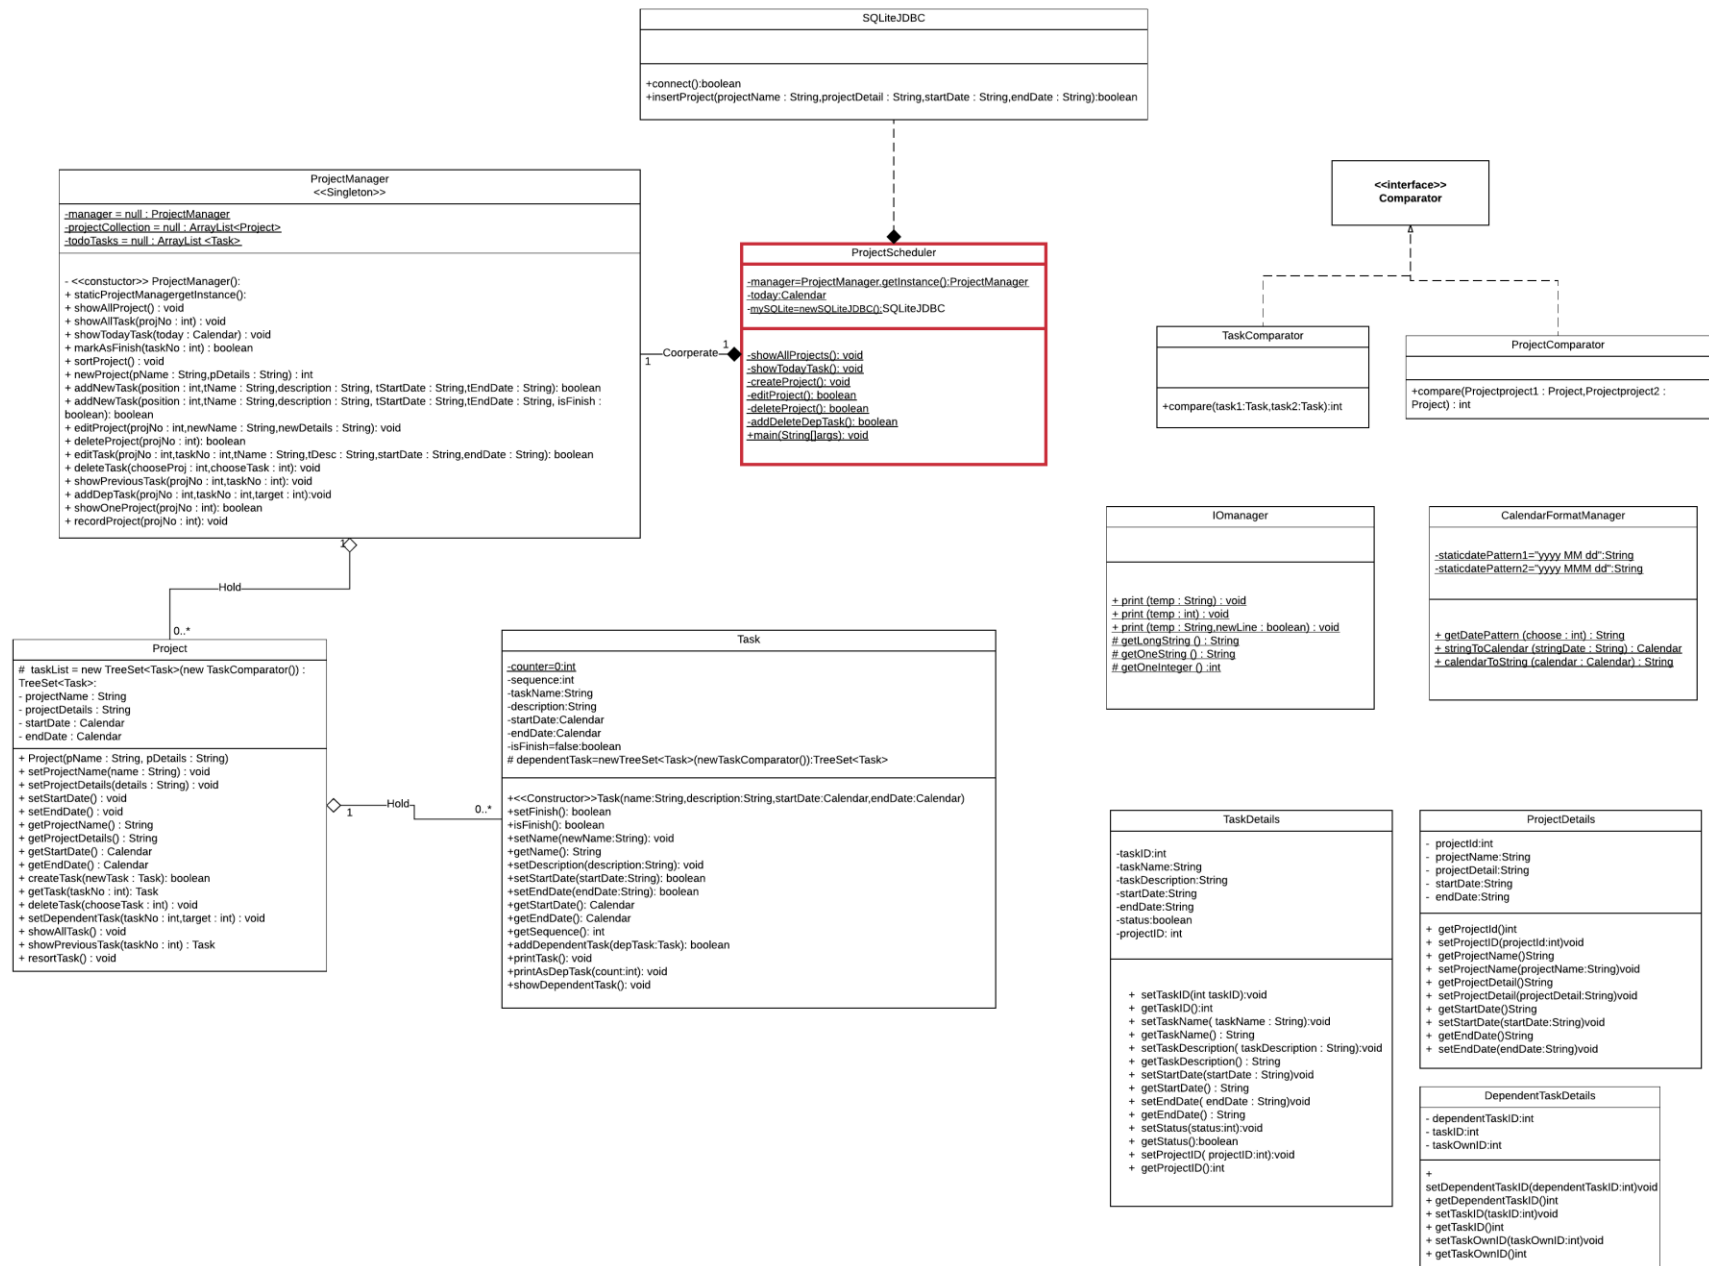 SQLiteJDBC
+connect():boolean
+insertProject(projectName : String,projectDetail : String,startDate : String,endDate : String):boolean
ProjectManager
<<Singleton>>
-manager = null : ProjectManager
-projectCollection = null : ArrayList<Project>
-todoTasks = null : ArrayList <Task>
- <<constuctor>> ProjectManager():
+ staticProjectManagergetInstance():
+ showAllProject() : void
+ showAllTask(projNo : int) : void
+ showTodayTask(today : Calendar) : void
+ markAsFinish(taskNo : int) : boolean
+ sortProject() : void
+ newProject(pName : String,pDetails : String) : int
+ addNewTask(position : int,tName : String,description : String, tStartDate : String,tEndDate : String): boolean
+ addNewTask(position : int,tName : String,description : String, tStartDate : String,tEndDate : String, isFinish :
boolean): boolean
+ editProject(projNo : int,newName : String,newDetails : String): void
+ deleteProject(projNo : int): boolean
+ editTask(projNo : int,taskNo : int,tName : String,tDesc : String,startDate : String,endDate : String): boolean
+ deleteTask(chooseProj : int,chooseTask : int): void
+ showPreviousTask(projNo : int,taskNo : int): void
+ addDepTask(projNo : int,taskNo : int,target : int):void
+ showOneProject(projNo : int): boolean
+ recordProject(projNo : int): void
1
Coorperate
1
ProjectScheduler
-manager=ProjectManager.getInstance():ProjectManager
-today:Calendar
-mySQLite=newSQLiteJDBC():SQLiteJDBC
-showAllProjects(): void
-showTodayTask(): void
-createProject(): void
-editProject(): boolean
-deleteProject(): boolean
-addDeleteDepTask(): boolean
+main(String[]args): void
<<interface>>
Comparator
TaskComparator
+compare(task1:Task,task2:Task):int
ProjectComparator
+compare(Projectproject1 : Project,Projectproject2 :
Project) : int
1
Hold
0..*
Project
# taskList = new TreeSet<Task>(new TaskComparator()) :
TreeSet<Task>:
- projectName : String
- projectDetails : String
- startDate : Calendar
- endDate : Calendar
+ Project(pName : String, pDetails : String)
+ setProjectName(name : String) : void
+ setProjectDetails(details : String) : void
+ setStartDate() : void
+ setEndDate() : void
+ getProjectName() : String
+ getProjectDetails() : String
+ getStartDate() : Calendar
+ getEndDate() : Calendar
+ createTask(newTask : Task): boolean
+ getTask(taskNo : int): Task
+ deleteTask(chooseTask : int) : void
+ setDependentTask(taskNo : int,target : int) : void
+ showAllTask() : void
+ showPreviousTask(taskNo : int) : Task
+ resortTask() : void
1
Hold
0..*
Task
-counter=0:int
-sequence:int
-taskName:String
-description:String
-startDate:Calendar
-endDate:Calendar
-isFinish=false:boolean
# dependentTask=newTreeSet<Task>(newTaskComparator()):TreeSet<Task>
+<<Constructor>>Task(name:String,description:String,startDate:Calendar,endDate:Calendar)
+setFinish(): boolean
+isFinish(): boolean
+setName(newName:String): void
+getName(): String
+setDescription(description:String): void
+setStartDate(startDate:String): boolean
+setEndDate(endDate:String): boolean
+getStartDate(): Calendar
+getEndDate(): Calendar
+getSequence(): int
+addDependentTask(depTask:Task): boolean
+printTask(): void
+printAsDepTask(count:int): void
+showDependentTask(): void
IOmanager
+ print (temp : String) : void
+ print (temp : int) : void
+ print (temp : String,newLine : boolean) : void
# getLongString () : String
# getOneString () : String
# getOneInteger () :int
CalendarFormatManager
-staticdatePattern1="yyyy MM dd":String
-staticdatePattern2="yyyy MMM dd":String
+ getDatePattern (choose : int) : String
+ stringToCalendar (stringDate : String) : Calendar
+ calendarToString (calendar : Calendar) : String
TaskDetails
-taskID:int
-taskName:String
-taskDescription:String
-startDate:String
-endDate:String
-status:boolean
-projectID: int
+ setTaskID(int taskID):void
+ getTaskID():int
+ setTaskName( taskName : String):void
+ getTaskName() : String
+ setTaskDescription( taskDescription : String):void
+ getTaskDescription() : String
+ setStartDate(startDate : String)void
+ getStartDate() : String
+ setEndDate( endDate : String)void
+ getEndDate() : String
+ setStatus(status:int):void
+ getStatus():boolean
+ setProjectID( projectID:int):void
+ getProjectID():int
ProjectDetails
- projectId:int
- projectName:String
- projectDetail:String
- startDate:String
- endDate:String
+ getProjectId()int
+ setProjectID(projectId:int)void
+ getProjectName()String
+ setProjectName(projectName:String)void
+ getProjectDetail()String
+ setProjectDetail(projectDetail:String)void
+ getStartDate()String
+ setStartDate(startDate:String)void
+ getEndDate()String
+ setEndDate(endDate:String)void
DependentTaskDetails
- dependentTaskID:int
- taskID:int
- taskOwnID:int
+
setDependentTaskID(dependentTaskID:int)void
+ getDependentTaskID()int
+ setTaskID(taskID:int)void
+ getTaskID()int
+ setTaskOwnID(taskOwnID:int)void
+ getTaskOwnID()int